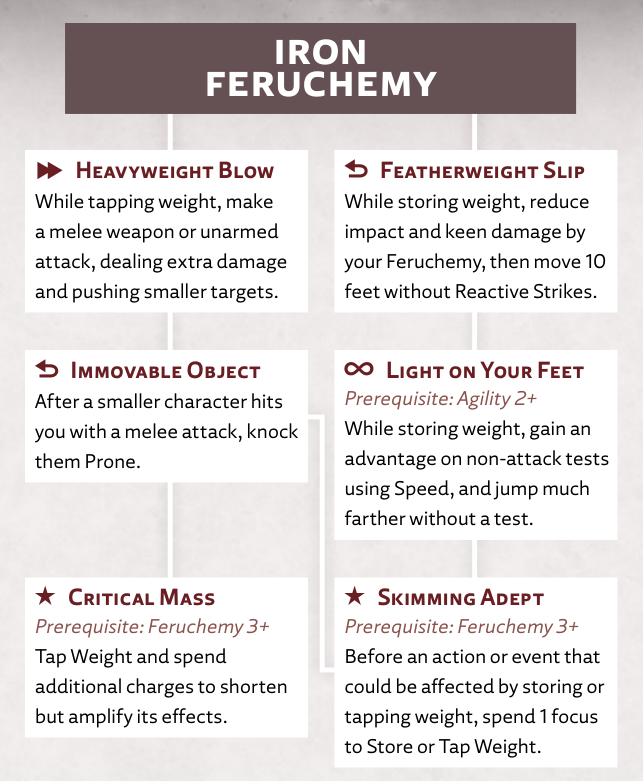 IRON
FERUCHEMY
HEAVYWEIGHT BLOW
While tapping weight, make
a melee weapon or unarmed
attack, dealing extra damage
and pushing smaller targets.
FEATHERWEIGHT SLIP
While storing weight, reduce
impact and keen damage by
your Feruchemy, then move 10
feet without Reactive Strikes.
IMMOVABLE OBJECT
After a smaller character hits
you with a melee attack, knock
them Prone.
LIGHT ON YOUR FEET
Prerequisite: Agility 2+
While storing weight, gain an
advantage on non-attack tests
using Speed, and jump much
farther without a test.
CRITICAL MASS
Prerequisite: Feruchemy 3+
Tap Weight and spend
additional charges to shorten
but amplify its effects.
SKIMMING ADEPT
Prerequisite: Feruchemy 3+
Before an action or event that
could be affected by storing or
tapping weight, spend 1 focus
to Store or Tap Weight.